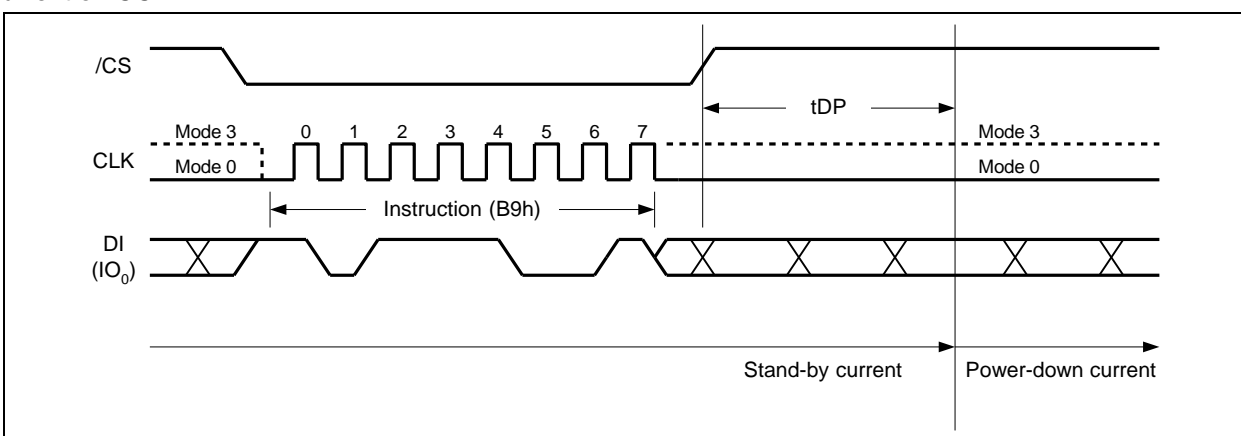 /CS
tDP
Mode 3
0 1 2 3 4 5 6 7
Mode 3
CLK
Mode 0
Mode 0
Instruction (B9h)
DI
(IO0)
Stand-by current
Power-down current